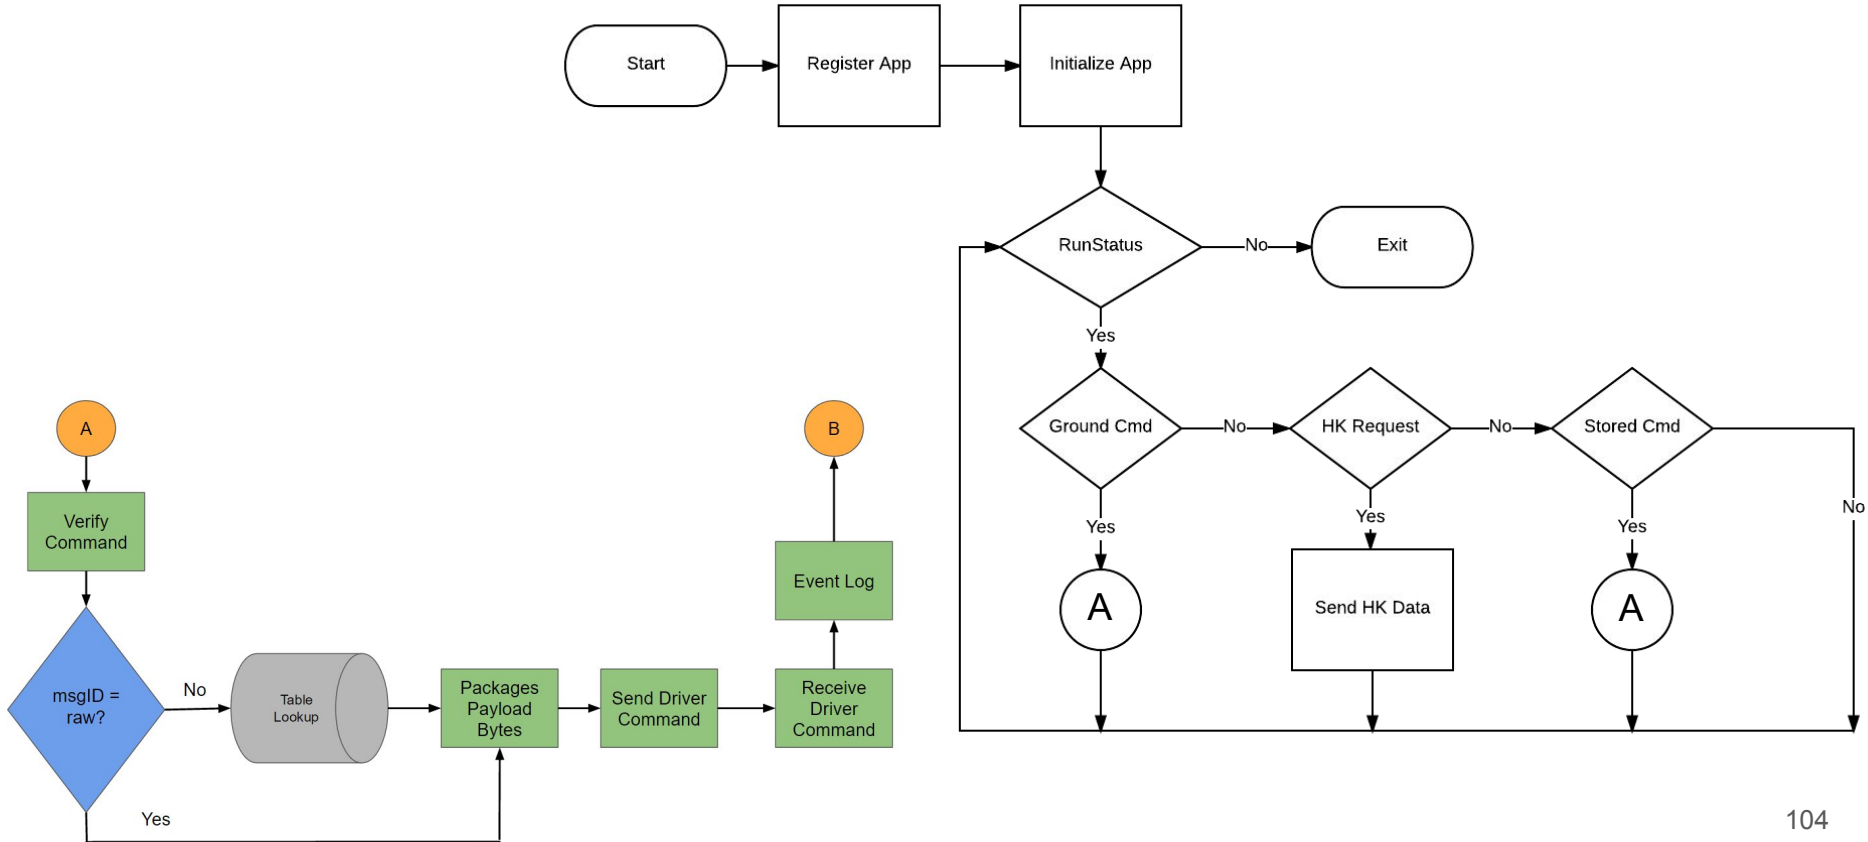 Start
Register App
Initialize App
RunStatus
No
Exit
Yes
Ground Cmd
No
HK Request
No
Stored Cmd
No
Yes
Yes
Yes
A
Send HK Data
A
A
Verify
Command
msgID =
raw?
No
Yes
Table
Lookup
Packages
Payload
Bytes
Send Driver
Command
Receive
Driver
Command
Event Log
B
104